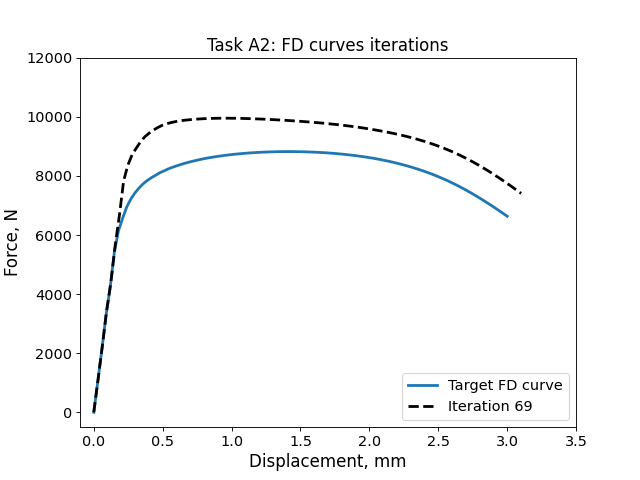 Task A2: FD curves iterations
12000
10000
8000
6000
4000
2000
0
Force, N
Target FD curve
Iteration 69
0.0 0.5 1.0 1.5 2.0 2.5 3.0 3.5
Displacement, mm